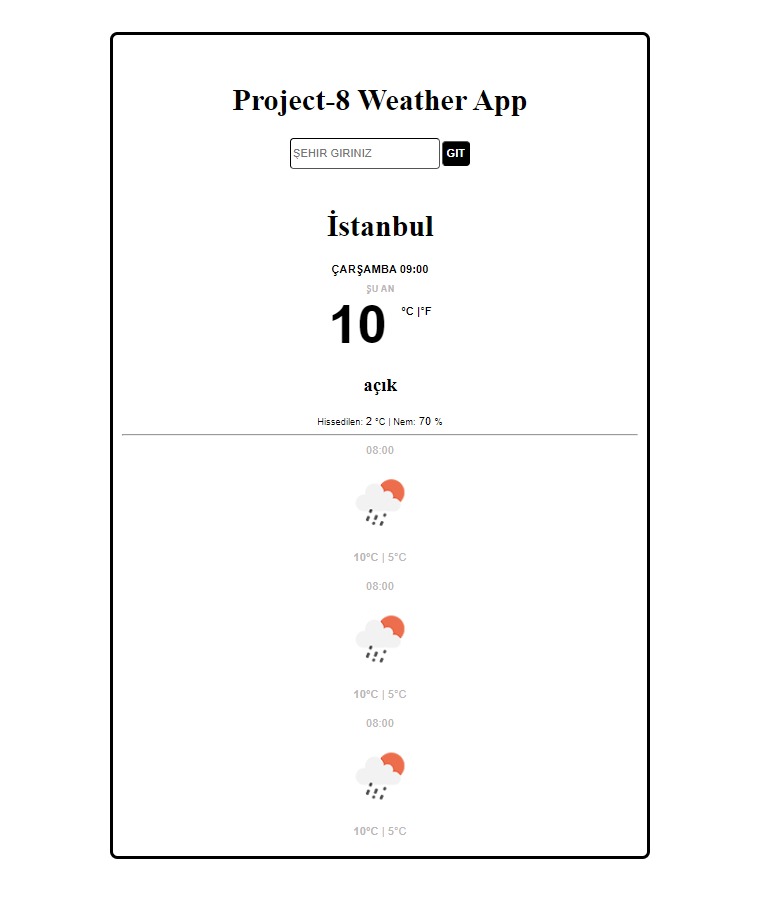 Project-8 Weather App
ŞEHIR GIRINIZ GIT
İstanbul
ÇARŞAMBA 09:00
ŞU AN
10 °C |°F
açık
Hissedilen: 2 °C | Nem: 70 %
08:00
10°C | 5°C
08:00
10°C | 5°C
08:00
10°C | 5°C